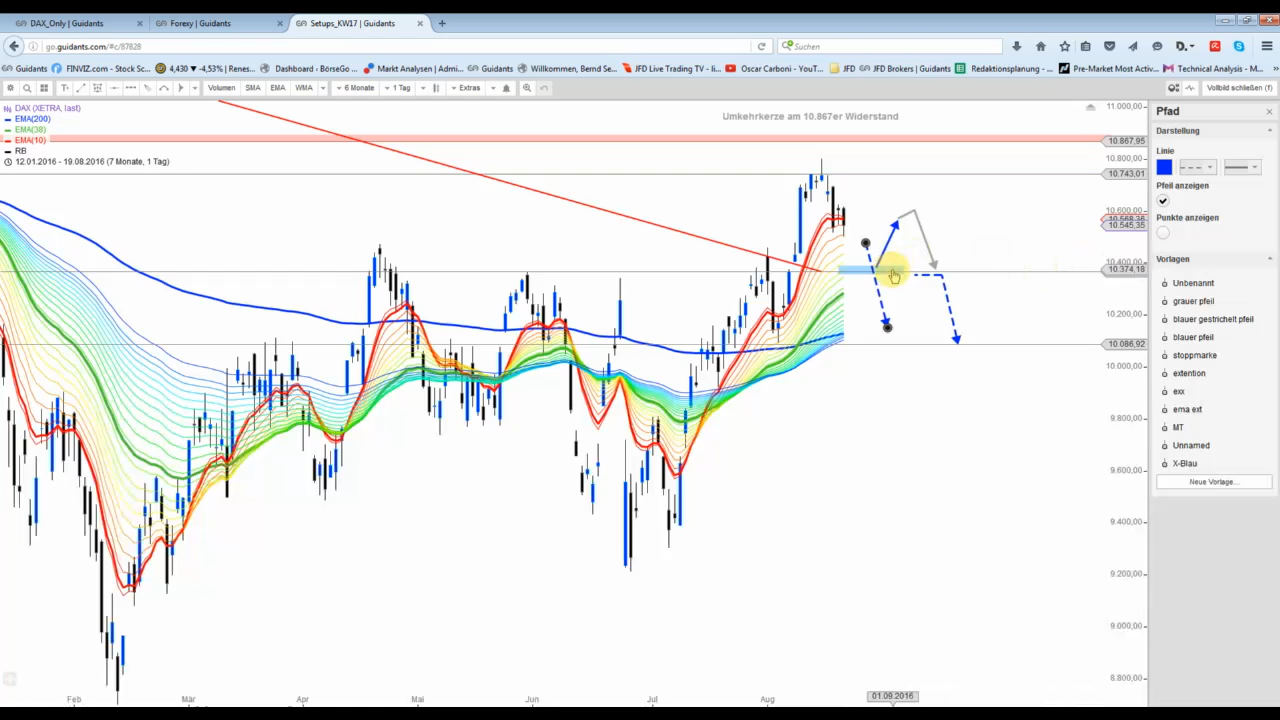 DAX_Only | Guidants
Forexy | Guidants
Setups_KW17 | Guidants
go.guidants.com/#c/87828
Suchen
Guidants
FINVIZ.com - Stock Sc...
4,430 -4,53% | Renes...
Dashboard - BörseGo ...
Markt Analysen | Admi...
Guidants
Willkommen, Bernd Se...
JFD Live Trading TV - li...
Oscar Carboni - YouTub...
JFD
JFD Brokers | Guidants
Redaktionsplanung - ...
Pre-Market Most Activ...
Technical Analysis - M...
Volumen
SMA
EMA
WMA
6 Monate
1 Tag
Extras
Vollbild schließen (f)
DAX (XETRA, last)
EMA(200)
EMA(38)
EMA(10)
RB
12.01.2016 - 19.08.2016 (7 Monate, 1 Tag)
Umkehrkerze am 10.867er Widerstand
11.000,00
10.867,95
10.800,00
10.743,01
10.600,00
10.568,36
10.545,35
10.400,00
10.374,18
10.200,00
10.086,92
10.000,00
9.800,00
9.600,00
9.400,00
9.200,00
9.000,00
8.800,00
Feb
Mär
Apr
Mai
Jun
Jul
Aug
01.09.2016
Pfad
Darstellung
Linie
Pfeil anzeigen
Punkte anzeigen
Vorlagen
Unbenannt
grauer pfeil
blauer gestrichelt pfeil
blauer pfeil
stoppmarke
extention
exx
ema ext
MT
Unnamed
X-Blau
Neue Vorlage...